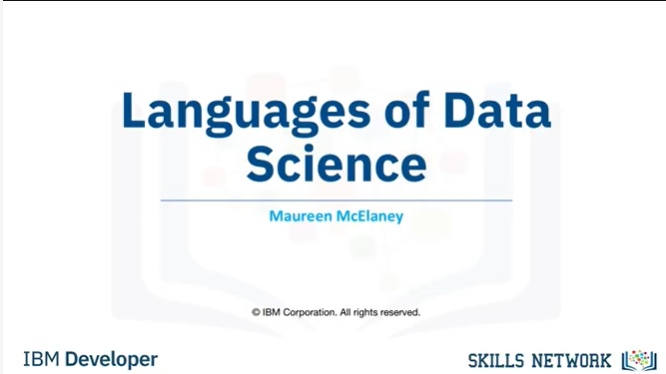 Languages of Data
Science
Maureen McElaney
© IBM Corporation. All rights reserved.
IBM Developer
SKILLS NETWORK